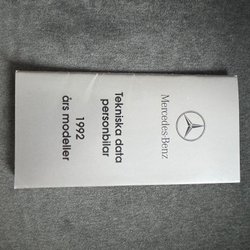 Mercedes-Benz
Tekniska data
personbilar
1992
års modeller